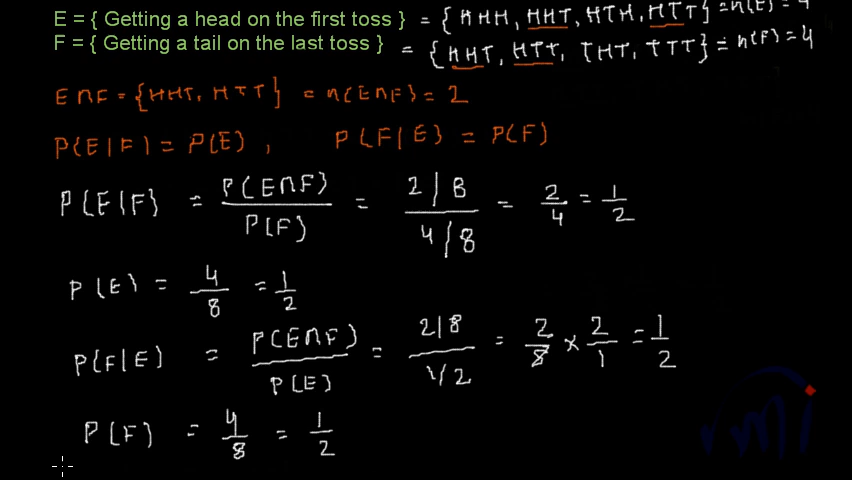 E = { Getting a head on the first toss } = {HHH, HHT, HTH, HTT} = n(E) = 4
F = { Getting a tail on the last toss } = {HHT, HTT, THT, TTT} = n(F) = 4
E∩F = {HHT, HTT} = n(E∩F) = 2
P(E|F) = P(E), P(F|E) = P(F)
P(E|F) = P(E∩F)/P(F) = 2/8 / 4/8 = 2/4 = 1/2
P(E) = 4/8 = 1/2
P(F|E) = P(E∩F)/P(E) = 2/8 / 1/2 = 2/8 × 2/1 = 1/2
P(F) = 4/8 = 1/2
vmi